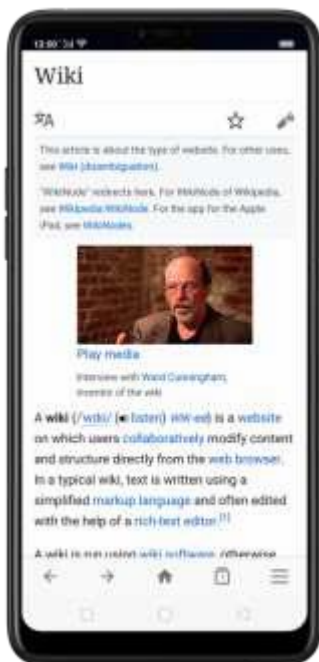 Wiki
This article is about the type of website. For other uses,
see Wiki (disambiguation).
"WikiNode" redirects here. For WikiNode of Wikipedia,
see Wikipedia:WikiNode. For the app for the Apple
iPad, see WikiNodes.
Play media
Interview with Ward Cunningham,
inventor of the wiki
A wiki (/ˈwɪki/ (listen) WIK-ee) is a website
on which users collaboratively modify content
and structure directly from the web browser.
In a typical wiki, text is written using a
simplified markup language and often edited
with the help of a rich-text editor.[1]
A wiki is run using wiki software, otherwise